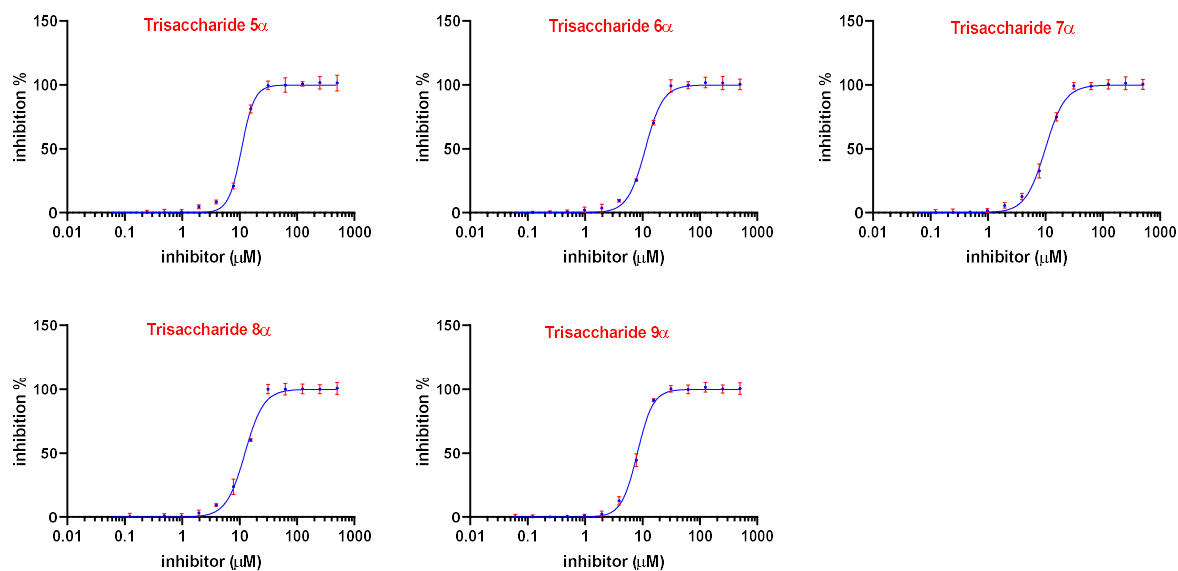 Trisaccharide 5α
150
100
50
0
inhibition %
0.01 0.1 1 10 100 1000
inhibitor (μM)
Trisaccharide 6α
150
100
50
0
inhibition %
0.01 0.1 1 10 100 1000
inhibitor (μM)
Trisaccharide 7α
150
100
50
0
inhibition %
0.01 0.1 1 10 100 1000
inhibitor (μM)
Trisaccharide 8α
150
100
50
0
inhibition %
0.01 0.1 1 10 100 1000
inhibitor (μM)
Trisaccharide 9α
150
100
50
0
inhibition %
0.01 0.1 1 10 100 1000
inhibitor (μM)